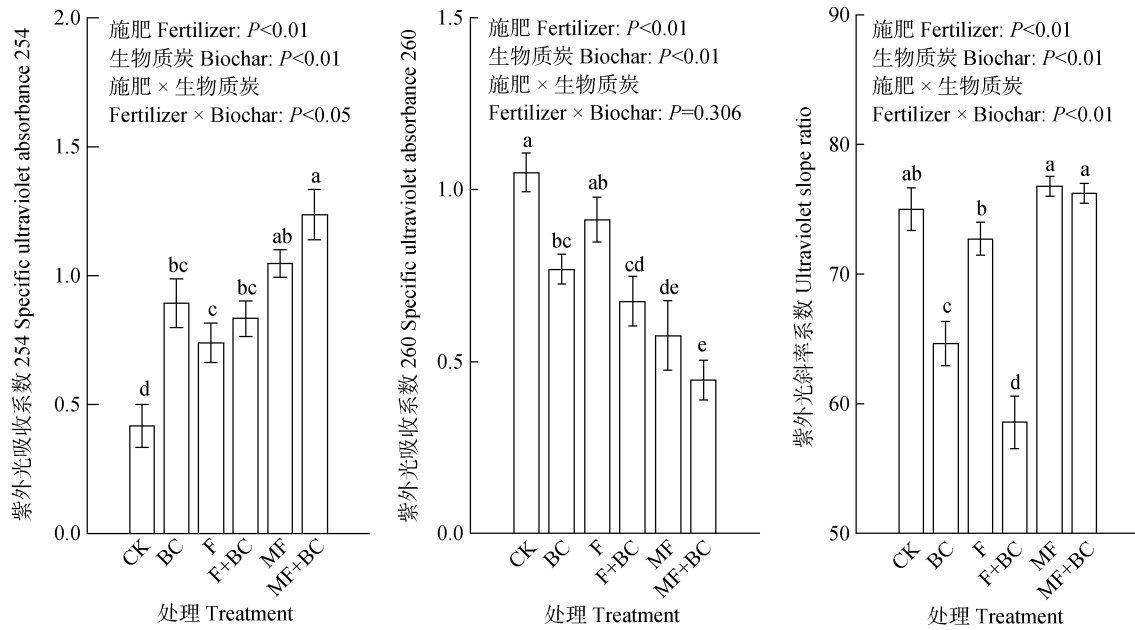 紫外光吸收系数 254 Specific ultraviolet absorbance 254
2.0
1.5
1.0
0.5
0.0
施肥 Fertilizer: P<0.01
生物质炭 Biochar: P<0.01
施肥 × 生物质炭
Fertilizer × Biochar: P<0.05
d
bc
c
bc
ab
a
CK
BC
F
F+BC
MF
MF+BC
处理 Treatment
紫外光吸收系数 260 Specific ultraviolet absorbance 260
1.5
1.0
0.5
0.0
施肥 Fertilizer: P<0.01
生物质炭 Biochar: P<0.01
施肥 × 生物质炭
Fertilizer × Biochar: P=0.306
a
bc
ab
cd
de
e
CK
BC
F
F+BC
MF
MF+BC
处理 Treatment
紫外光斜率系数 Ultraviolet slope ratio
90
80
70
60
50
施肥 Fertilizer: P<0.01
生物质炭 Biochar: P<0.01
施肥 × 生物质炭
Fertilizer × Biochar: P<0.01
ab
c
b
d
a
a
CK
BC
F
F+BC
MF
MF+BC
处理 Treatment